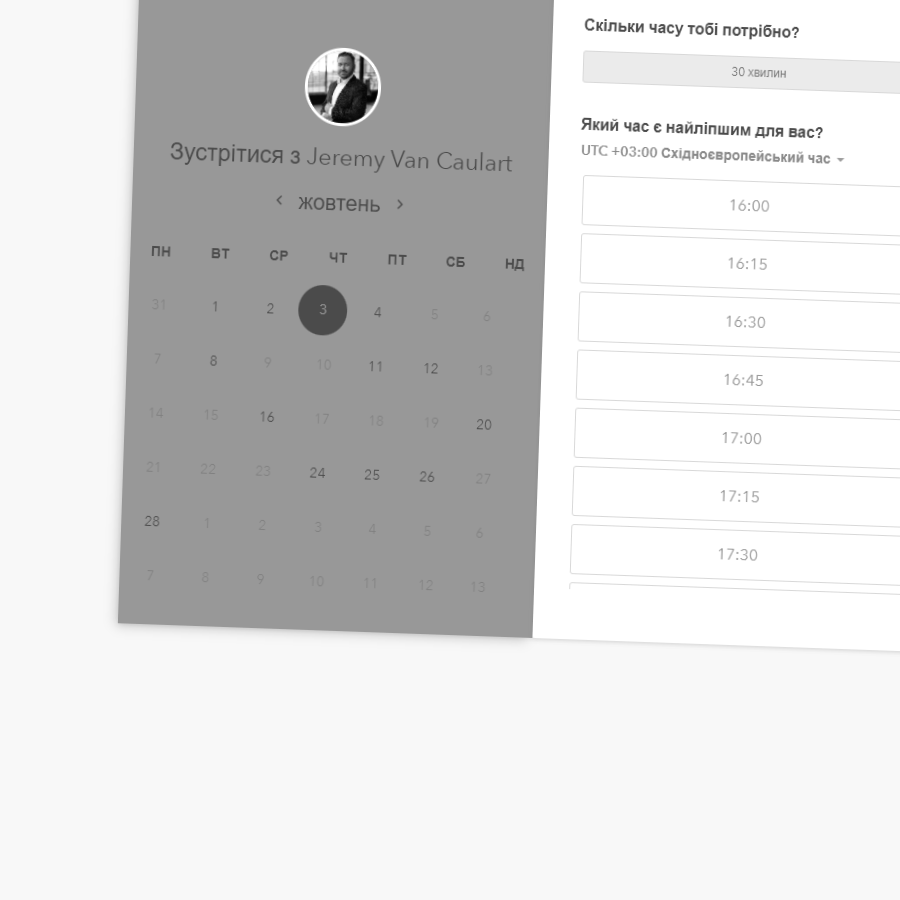 Зустрітися з Jeremy Van Caulart
жовтень
ПН ВТ СР ЧТ ПТ СБ НД
31 1 2 3 4 5 6
7 8 9 10 11 12 13
14 15 16 17 18 19 20
21 22 23 24 25 26 27
28 1 2 3 4 5 6
7 8 9 10 11 12 13
Скільки часу тобі потрібно?
30 хвилин
Який час є найліпшим для вас?
UTC +03:00 Східноєвропейський час
16:00
16:15
16:30
16:45
17:00
17:15
17:30